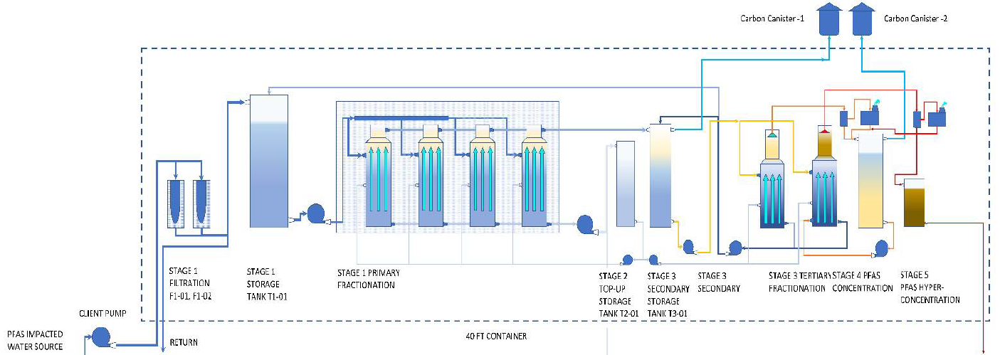 Carbon Canister -1
Carbon Canister -2
STAGE 1
FILTRATION
F1-01, F1-02
STAGE 1
STORAGE
TANK T1-01
STAGE 1 PRIMARY
FRACTIONATION
STAGE 2
TOP-UP
STORAGE
TANK T2-01
STAGE 3
SECONDARY
STORAGE
TANK T3-01
STAGE 3
SECONDARY
STAGE 3 TERTIARY
FRACTIONATION
STAGE 4 PFAS
CONCENTRATION
STAGE 5
PFAS HYPER-
CONCENTRATION
CLIENT PUMP
PFAS IMPACTED
WATER SOURCE
RETURN
40 FT CONTAINER